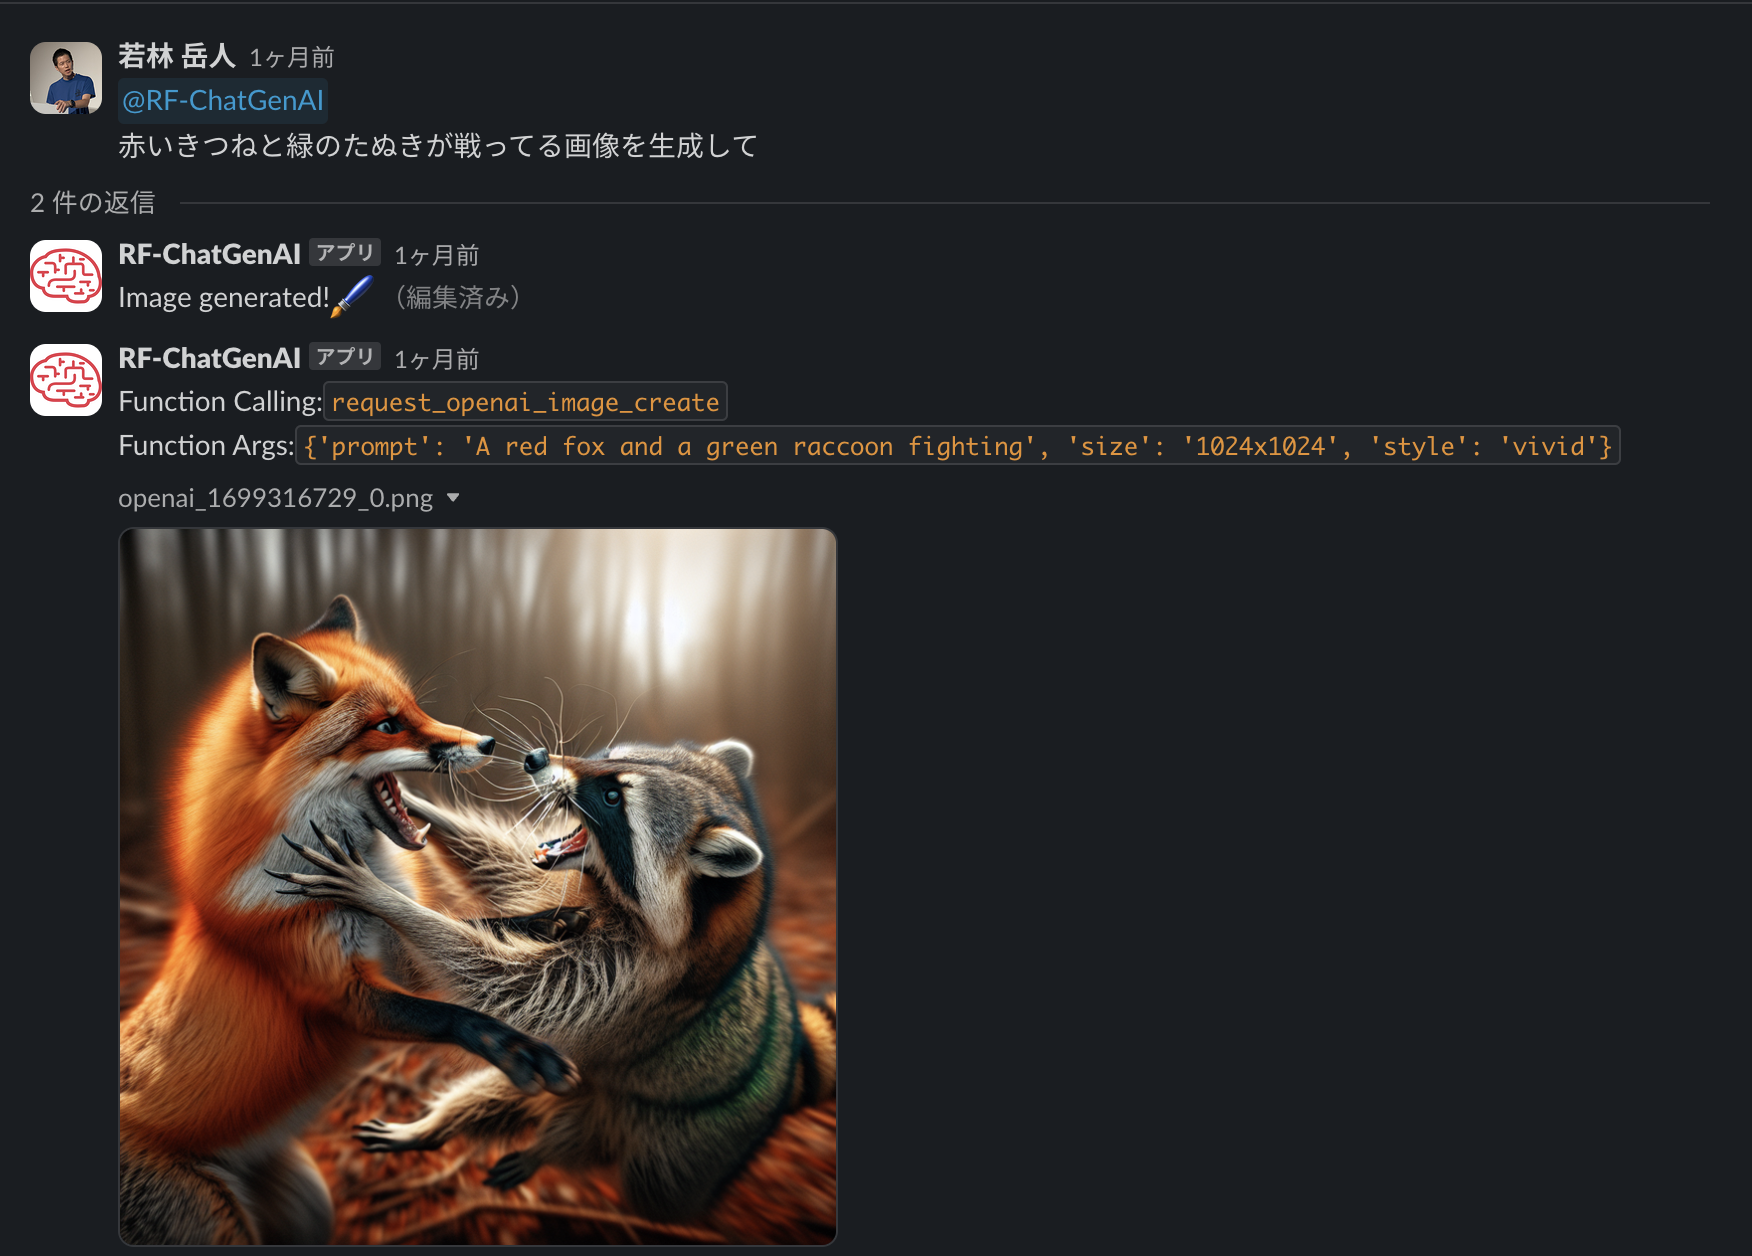 若林 岳人 1ヶ月前
@RF-ChatGenAI
赤いきつねと緑のたぬきが戦ってる画像を生成して
2 件の返信
RF-ChatGenAI アプリ 1ヶ月前
Image generated!🖌️ （編集済み）
RF-ChatGenAI アプリ 1ヶ月前
Function Calling: request_openai_image_create
Function Args: {'prompt': 'A red fox and a green raccoon fighting', 'size': '1024x1024', 'style': 'vivid'}
openai_1699316729_0.png